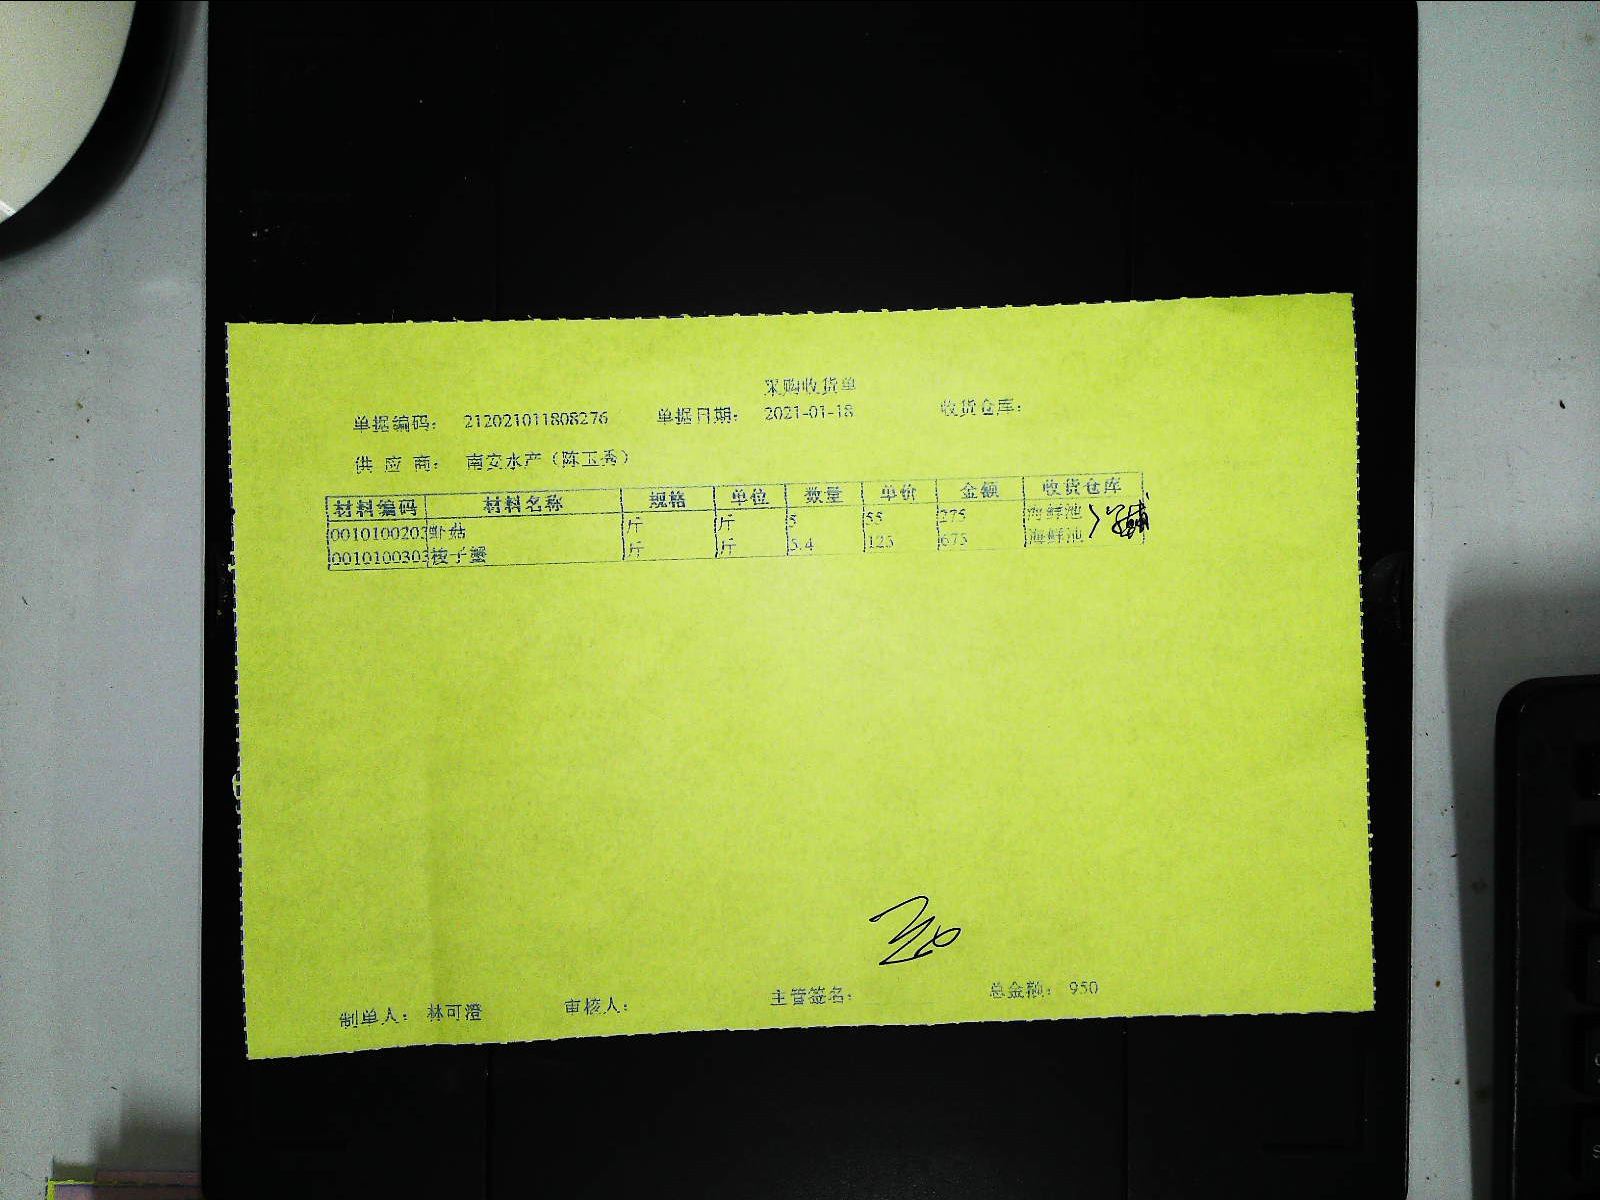 采购收货单
单据编码： 212021011808276 单据日期： 2021-01-18 收货仓库：
供 应 商： 南安水产（陈玉秀）
材料编码 材料名称 规格 单位 数量 单价 金额 收货仓库
0010100203 虾菇 斤 斤 5 55 275 海鲜池
0010100303 梭子蟹 斤 斤 5.4 125 675 海鲜池
制单人： 林可澄 审核人： 主管签名： 总金额： 950